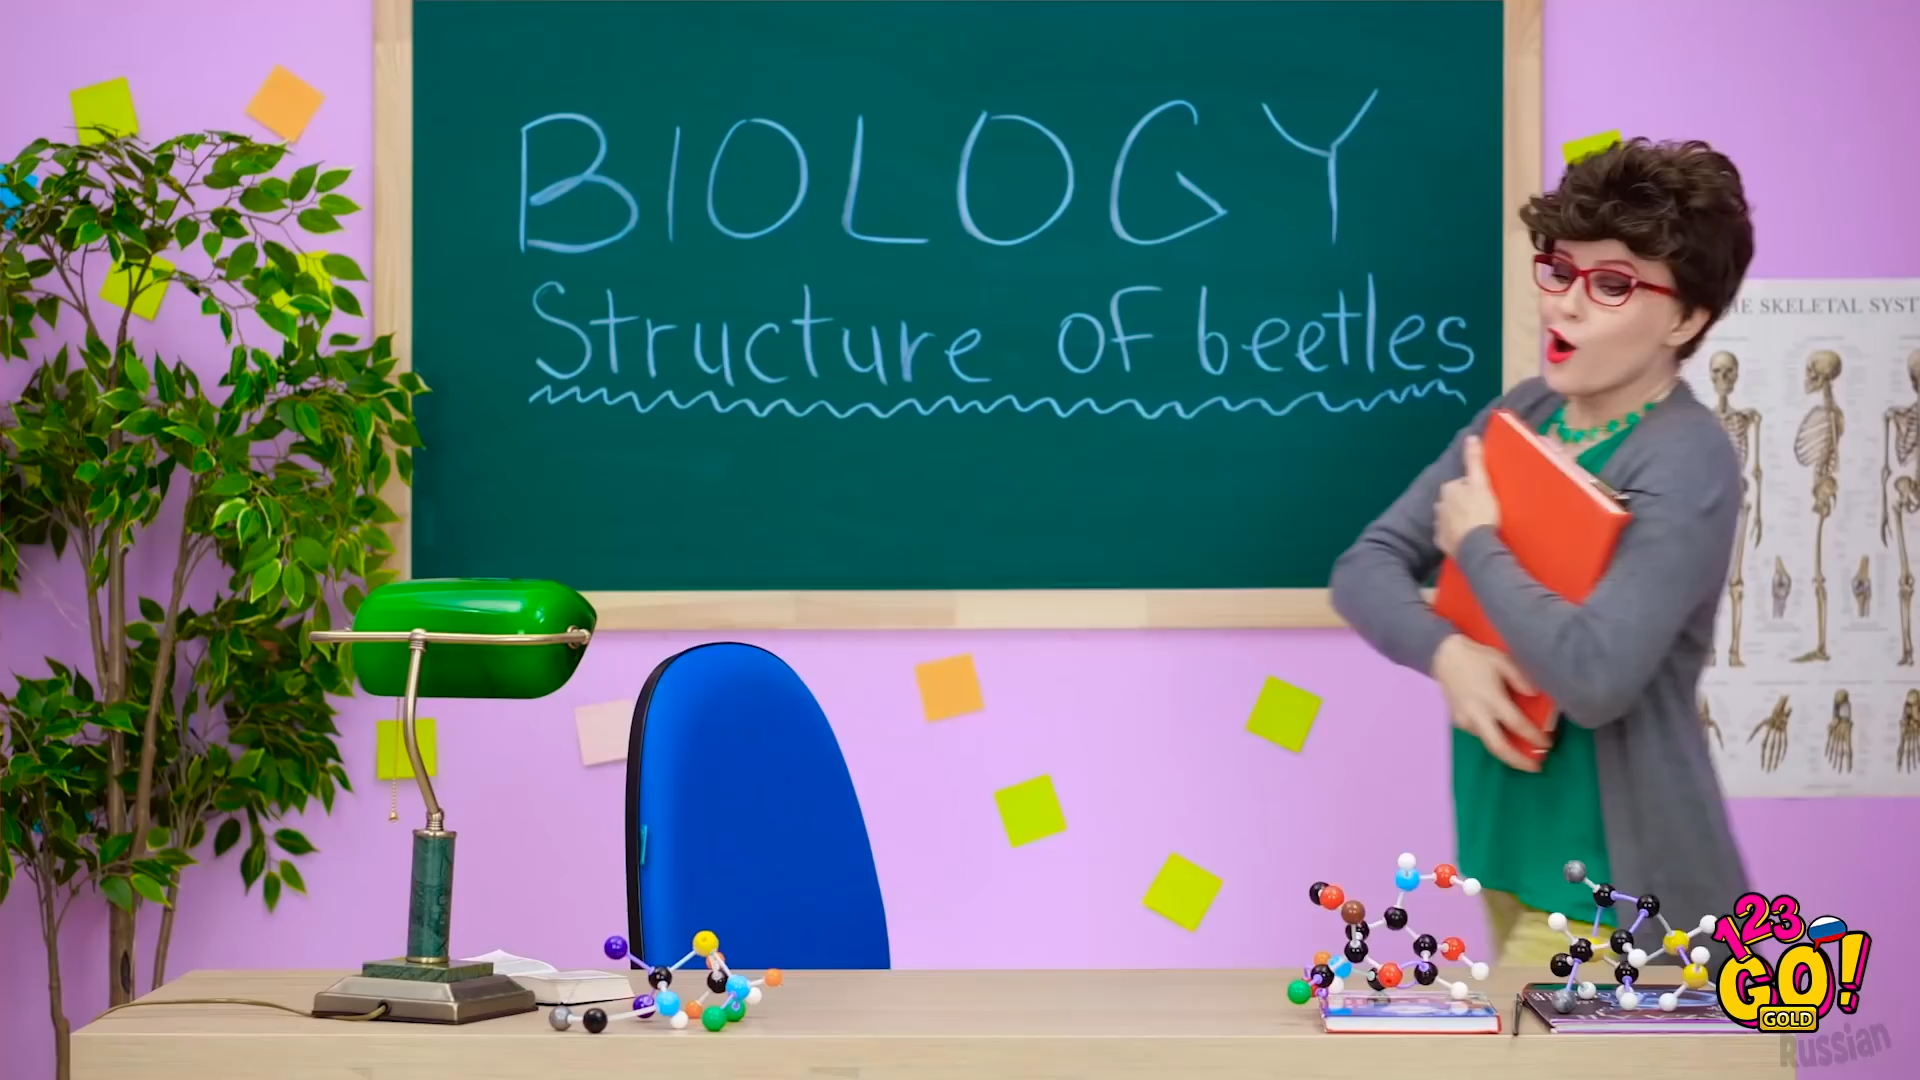 BIOLOGY
Structure of beetles
HE SKELETAL SYST
123
GO!
GOLD
Russian